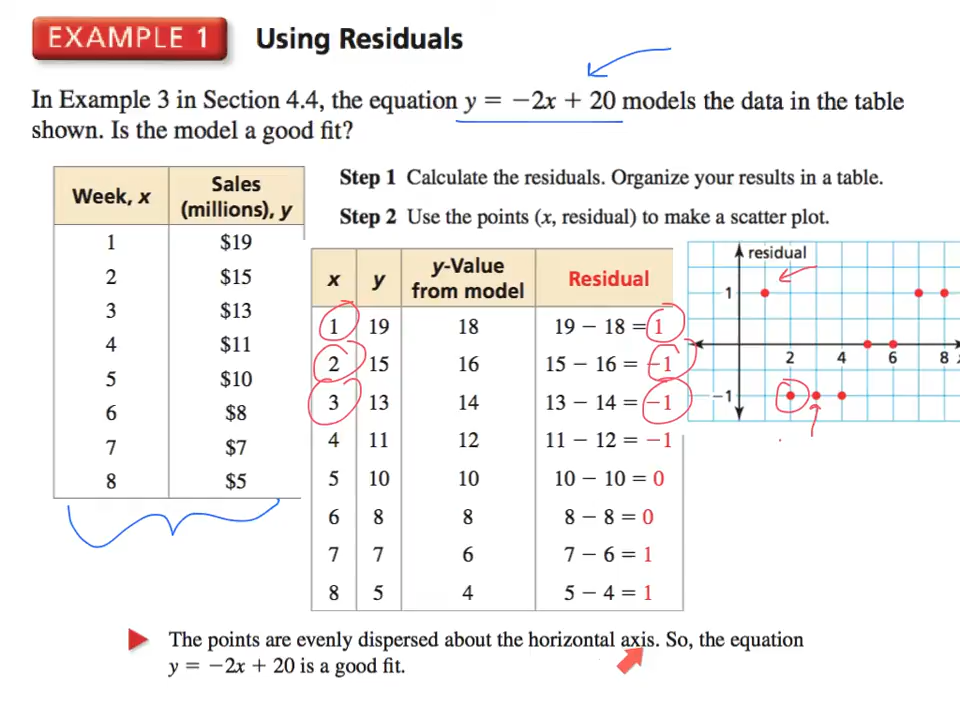 EXAMPLE 1 Using Residuals
In Example 3 in Section 4.4, the equation y = −2x + 20 models the data in the table
shown. Is the model a good fit?
Week, x Sales (millions), y
1 $19
2 $15
3 $13
4 $11
5 $10
6 $8
7 $7
8 $5
Step 1 Calculate the residuals. Organize your results in a table.
Step 2 Use the points (x, residual) to make a scatter plot.
x y y-Value from model Residual
1 19 18 19 − 18 = 1
2 15 16 15 − 16 = −1
3 13 14 13 − 14 = −1
4 11 12 11 − 12 = −1
5 10 10 10 − 10 = 0
6 8 8 8 − 8 = 0
7 7 6 7 − 6 = 1
8 5 4 5 − 4 = 1
residual
1
2 4 6 8
−1
The points are evenly dispersed about the horizontal axis. So, the equation
y = −2x + 20 is a good fit.